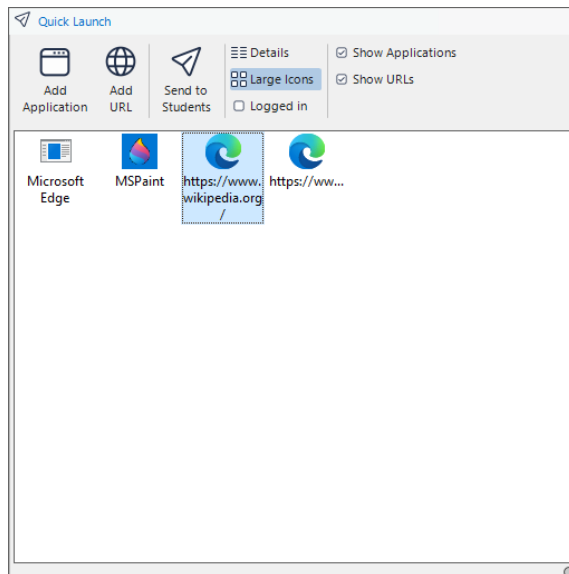 Quick Launch
Add Application
Add URL
Send to Students
Details
Large Icons
Logged in
Show Applications
Show URLs
Microsoft Edge
MSPaint
https://www.
wikipedia.org
/
https://ww...